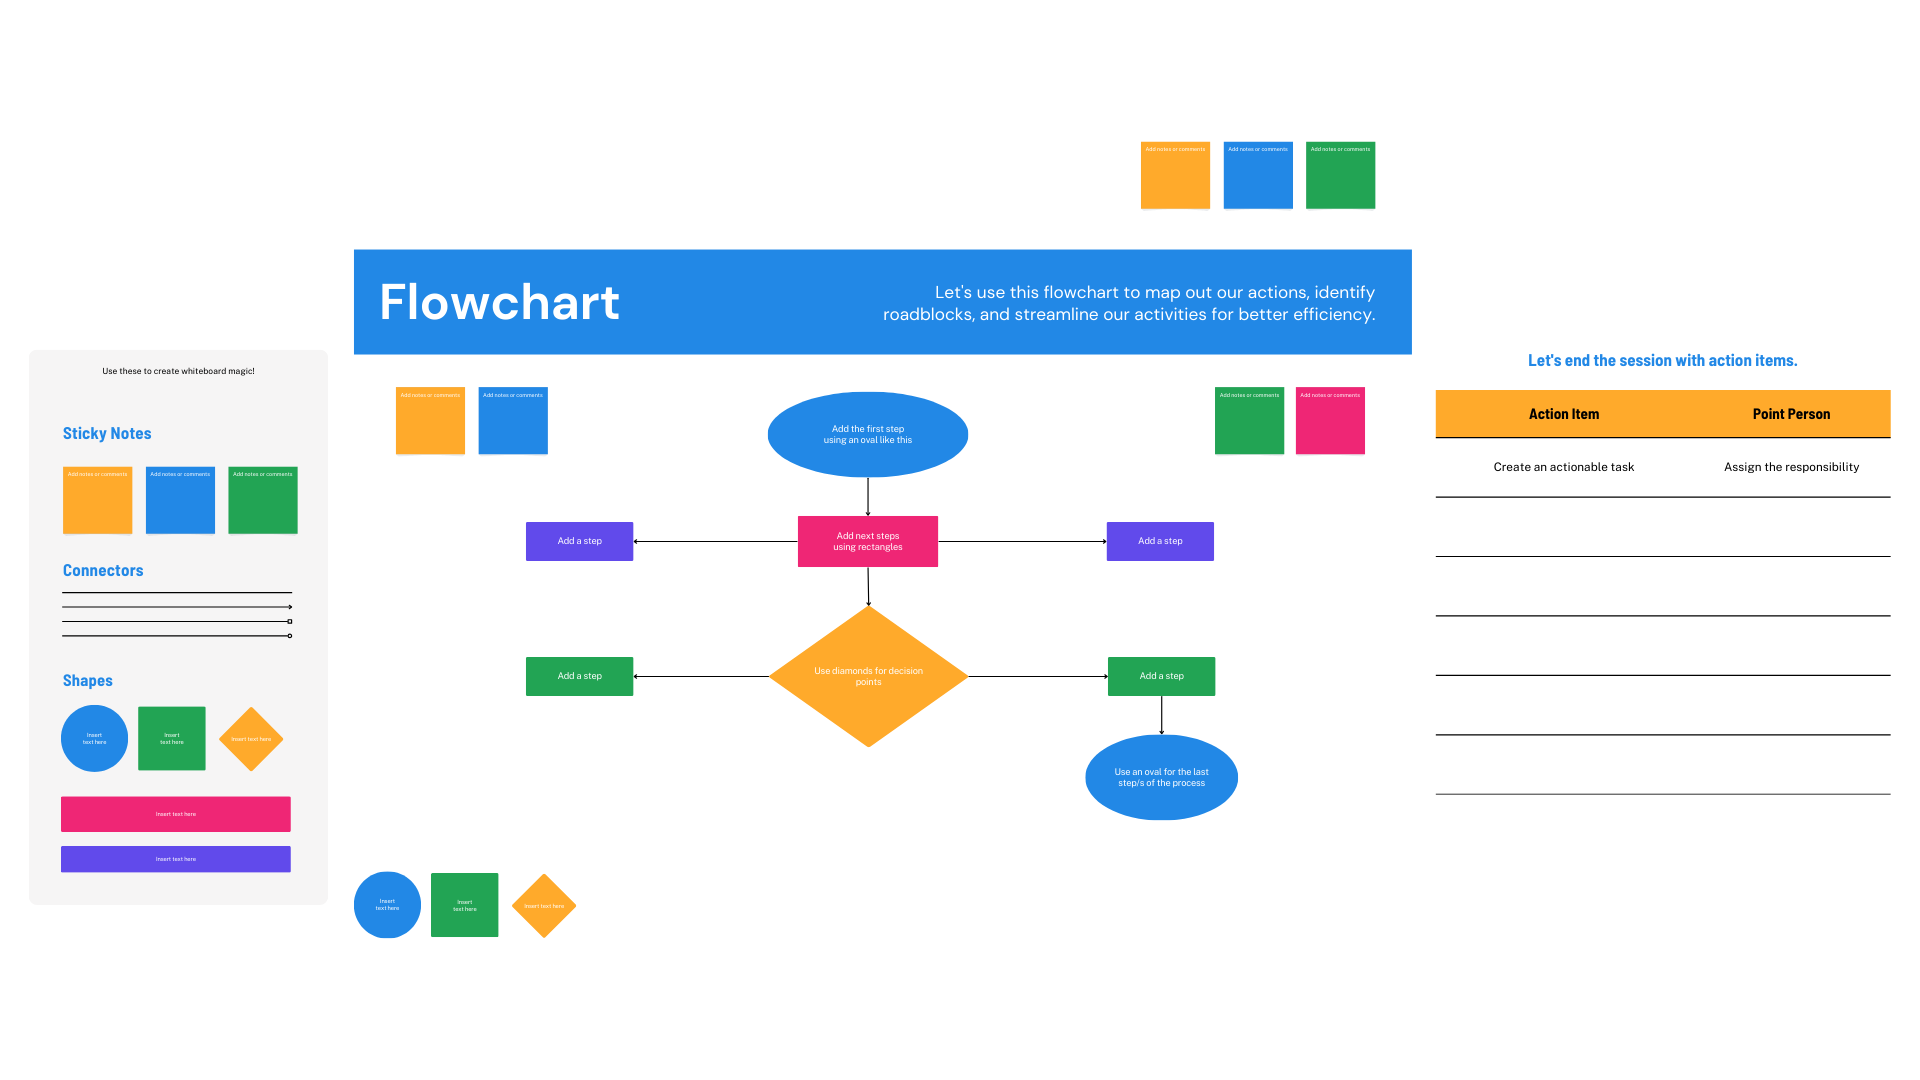 Add notes or comments
Add notes or comments
Add notes or comments
Flowchart
Let's use this flowchart to map out our actions, identify
roadblocks, and streamline our activities for better efficiency.
Use these to create whiteboard magic!
Sticky Notes
Add notes or comments
Add notes or comments
Add notes or comments
Connectors
Shapes
Insert
text here
Insert
text here
Insert text here
Insert text here
Insert text here
Add notes or comments
Add notes or comments
Add the first step
using an oval like this
Add notes or comments
Add notes or comments
Add a step
Add next steps
using rectangles
Add a step
Add a step
Use diamonds for decision
points
Add a step
Use an oval for the last
step/s of the process
Insert
text here
Insert
text here
Insert text here
Let's end the session with action items.
Action Item
Point Person
Create an actionable task
Assign the responsibility